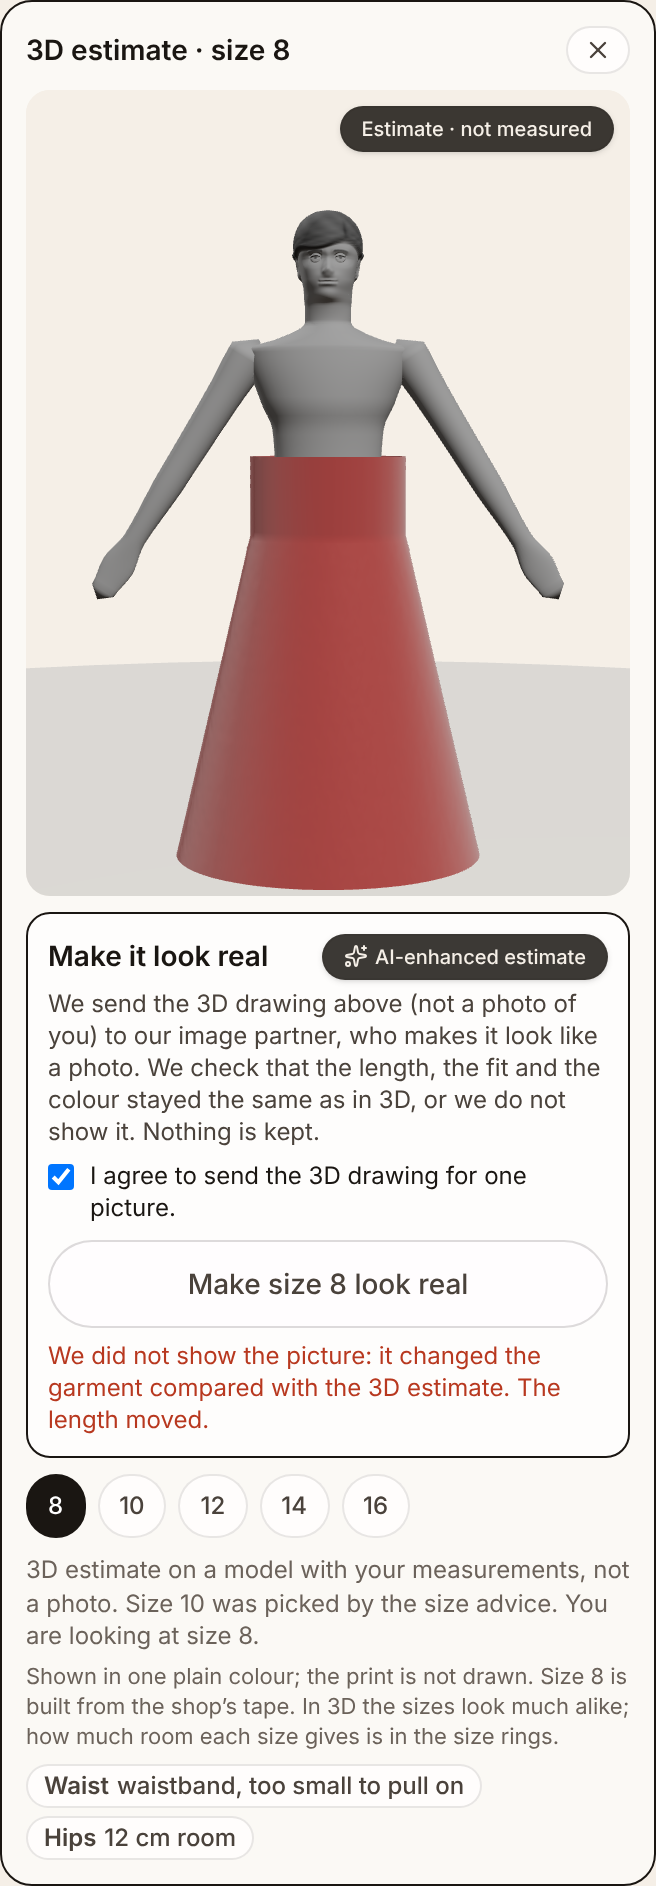 3D estimate · size 8
Estimate · not measured
Make it look real
AI-enhanced estimate
We send the 3D drawing above (not a photo of
you) to our image partner, who makes it look like
a photo. We check that the length, the fit and the
colour stayed the same as in 3D, or we do not
show it. Nothing is kept.
I agree to send the 3D drawing for one
picture.
Make size 8 look real
We did not show the picture: it changed the
garment compared with the 3D estimate. The
length moved.
8 10 12 14 16
3D estimate on a model with your measurements, not
a photo. Size 10 was picked by the size advice. You
are looking at size 8.
Shown in one plain colour; the print is not drawn. Size 8 is
built from the shop’s tape. In 3D the sizes look much alike;
how much room each size gives is in the size rings.
Waist waistband, too small to pull on
Hips 12 cm room